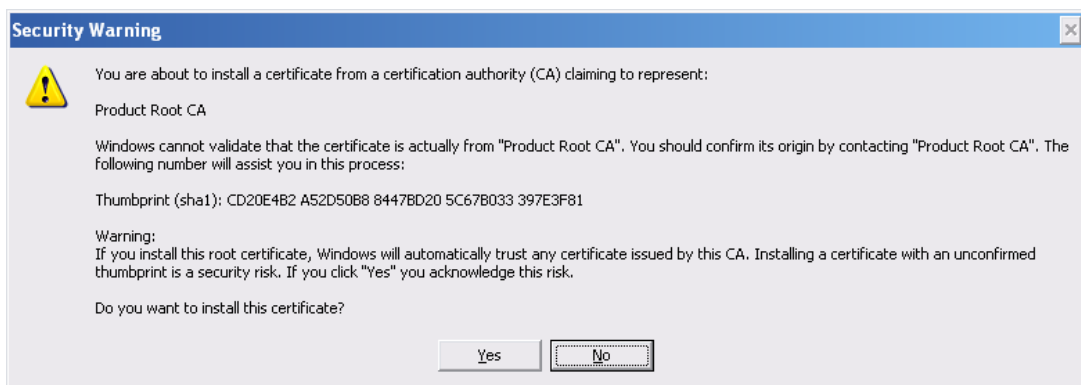 Security Warning
You are about to install a certificate from a certification authority (CA) claiming to represent:
Product Root CA
Windows cannot validate that the certificate is actually from "Product Root CA". You should confirm its origin by contacting "Product Root CA". The
following number will assist you in this process:
Thumbprint (sha1): CD20E4B2 A52D50B8 8447BD20 5C67B033 397E3F81
Warning:
If you install this root certificate, Windows will automatically trust any certificate issued by this CA. Installing a certificate with an unconfirmed
thumbprint is a security risk. If you click "Yes" you acknowledge this risk.
Do you want to install this certificate?
Yes
No